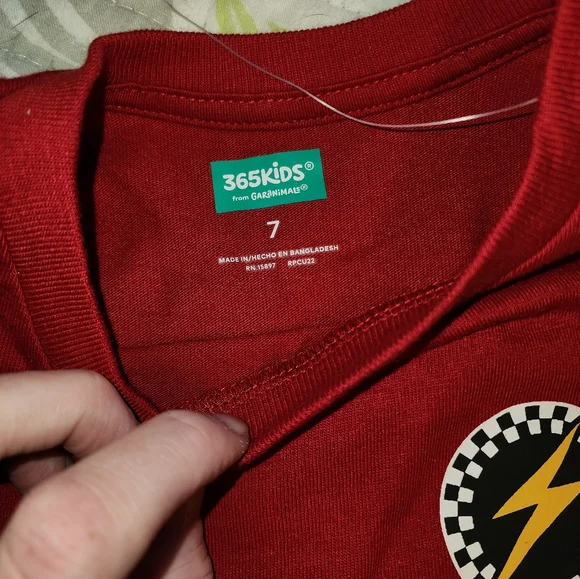 365KiDS®
from GARANIMALS®
7
MADE IN/HECHO EN BANGLADESH
RN 15897 RPCU22